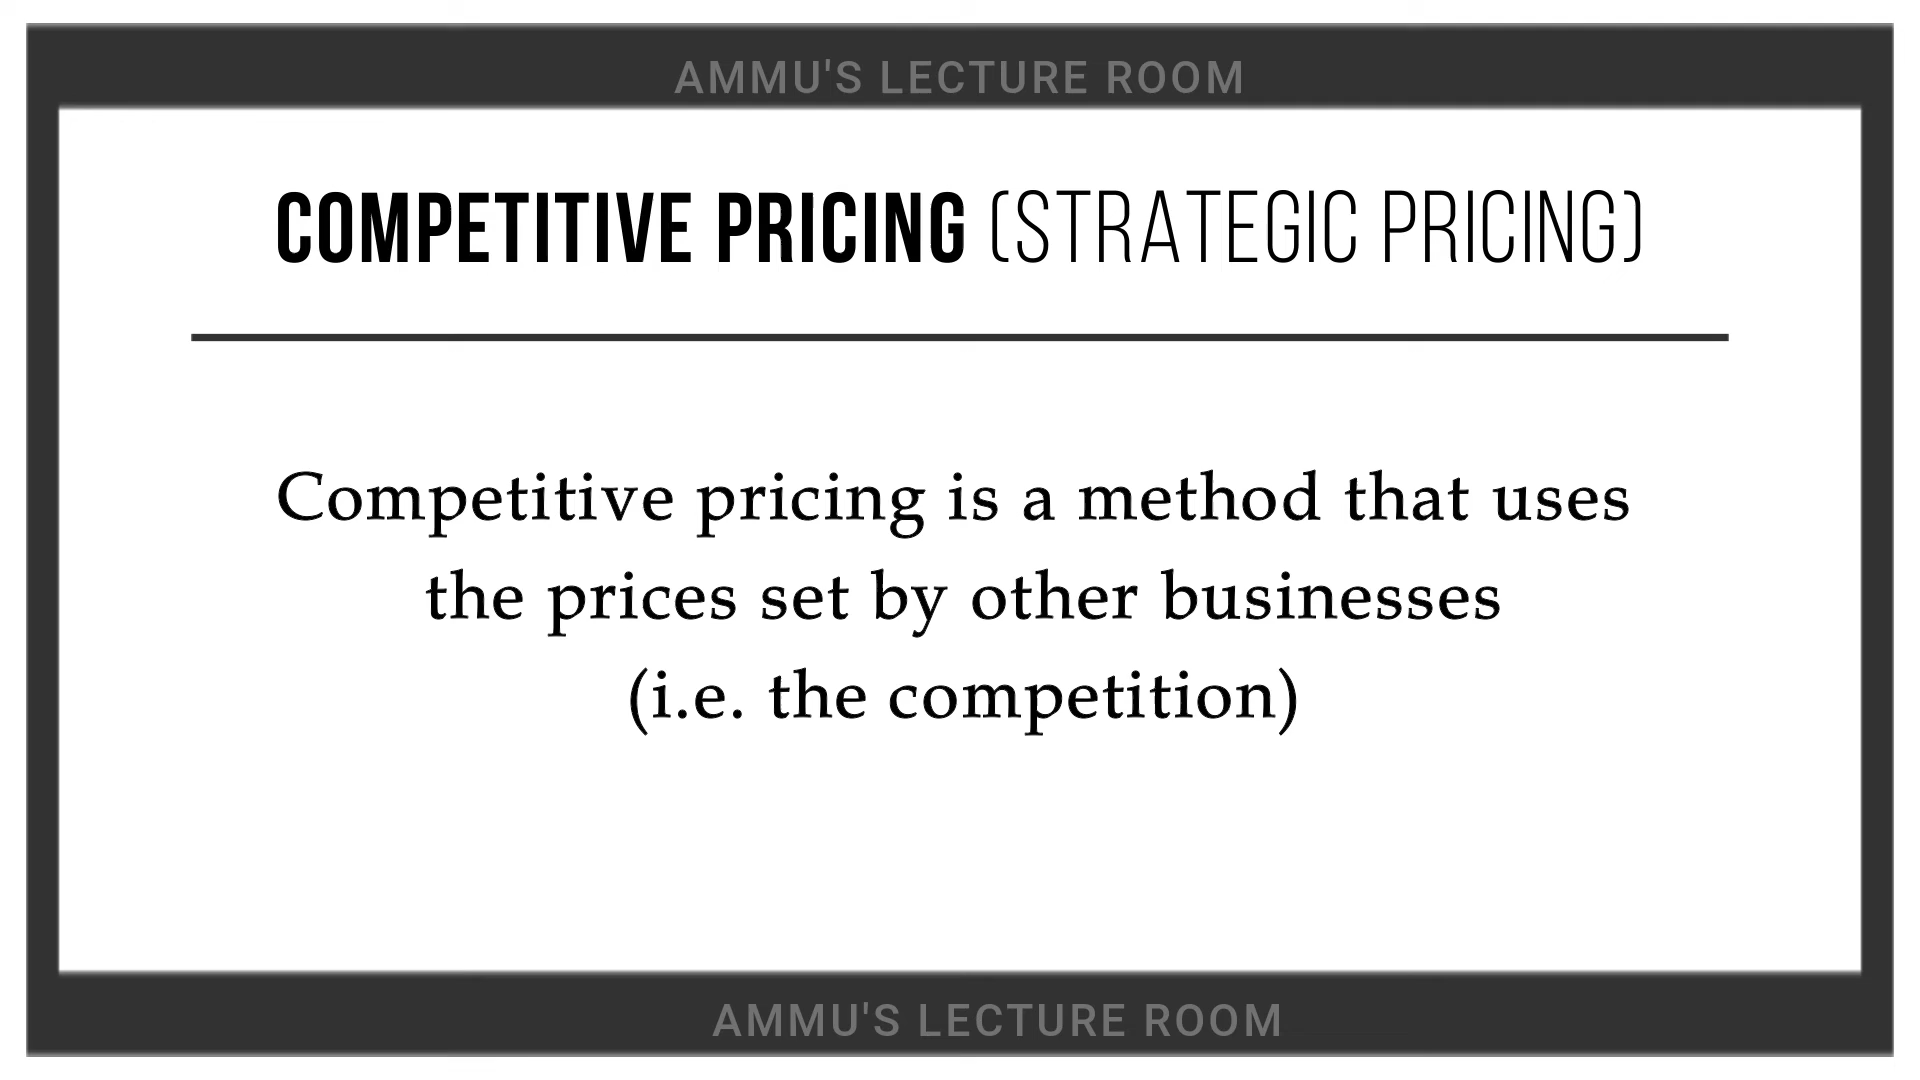 AMMU'S LECTURE ROOM
COMPETITIVE PRICING (STRATEGIC PRICING)
Competitive pricing is a method that uses
the prices set by other businesses
(i.e. the competition)
AMMU'S LECTURE ROOM